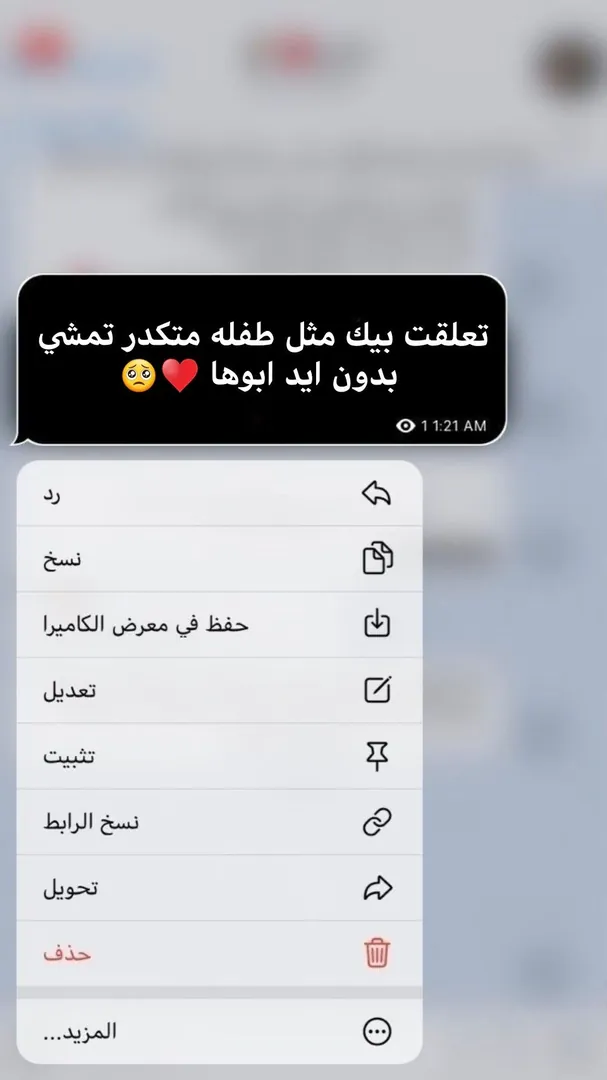 تعلقت بيك مثل طفله متكدر تمشي
بدون ايد ابوها ♥️🥺
1 1:21 AM
رد
نسخ
حفظ في معرض الكاميرا
تعديل
تثبيت
نسخ الرابط
تحويل
حذف
المزيد...